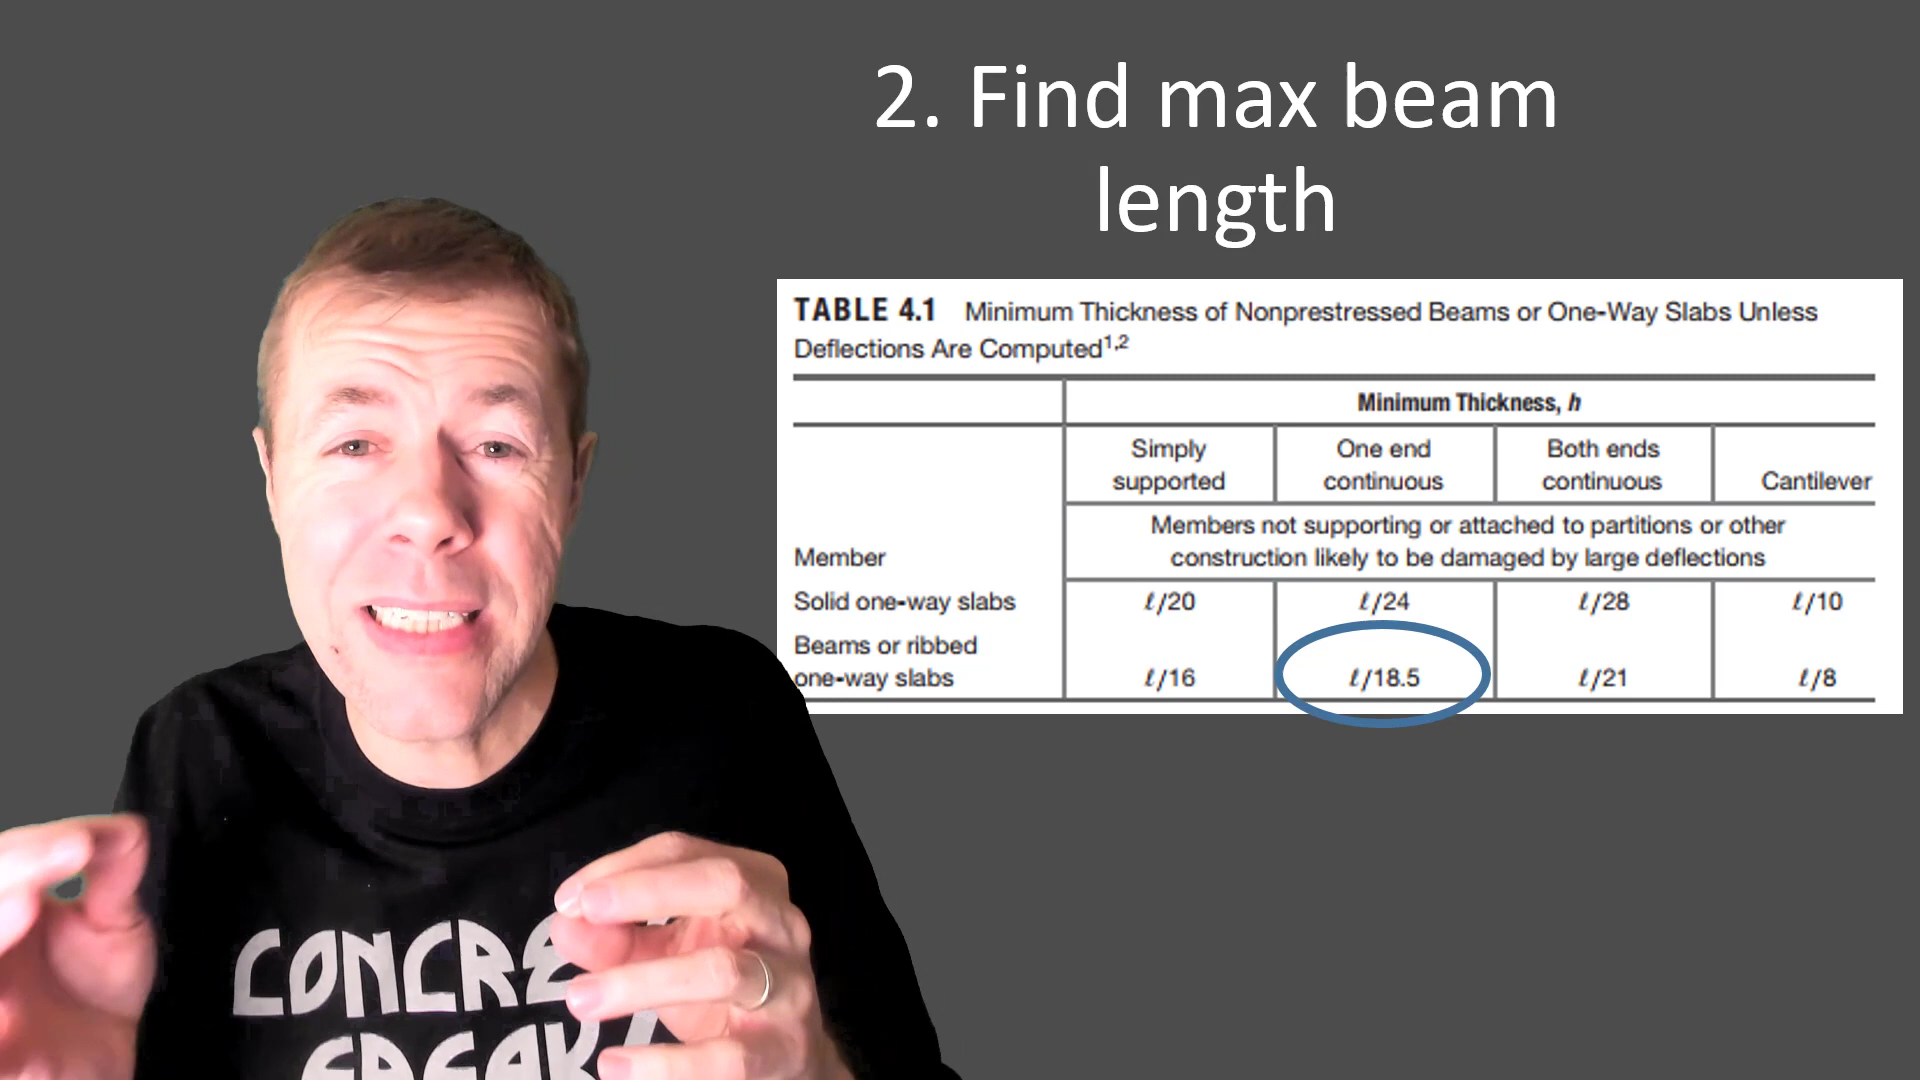 2. Find max beam
length
TABLE 4.1 Minimum Thickness of Nonprestressed Beams or One-Way Slabs Unless
Deflections Are Computed1,2
Minimum Thickness, h
Simply supported
One end continuous
Both ends continuous
Cantilever
Member
Members not supporting or attached to partitions or other
construction likely to be damaged by large deflections
Solid one-way slabs ℓ/20 ℓ/24 ℓ/28 ℓ/10
Beams or ribbed
one-way slabs ℓ/16 ℓ/18.5 ℓ/21 ℓ/8